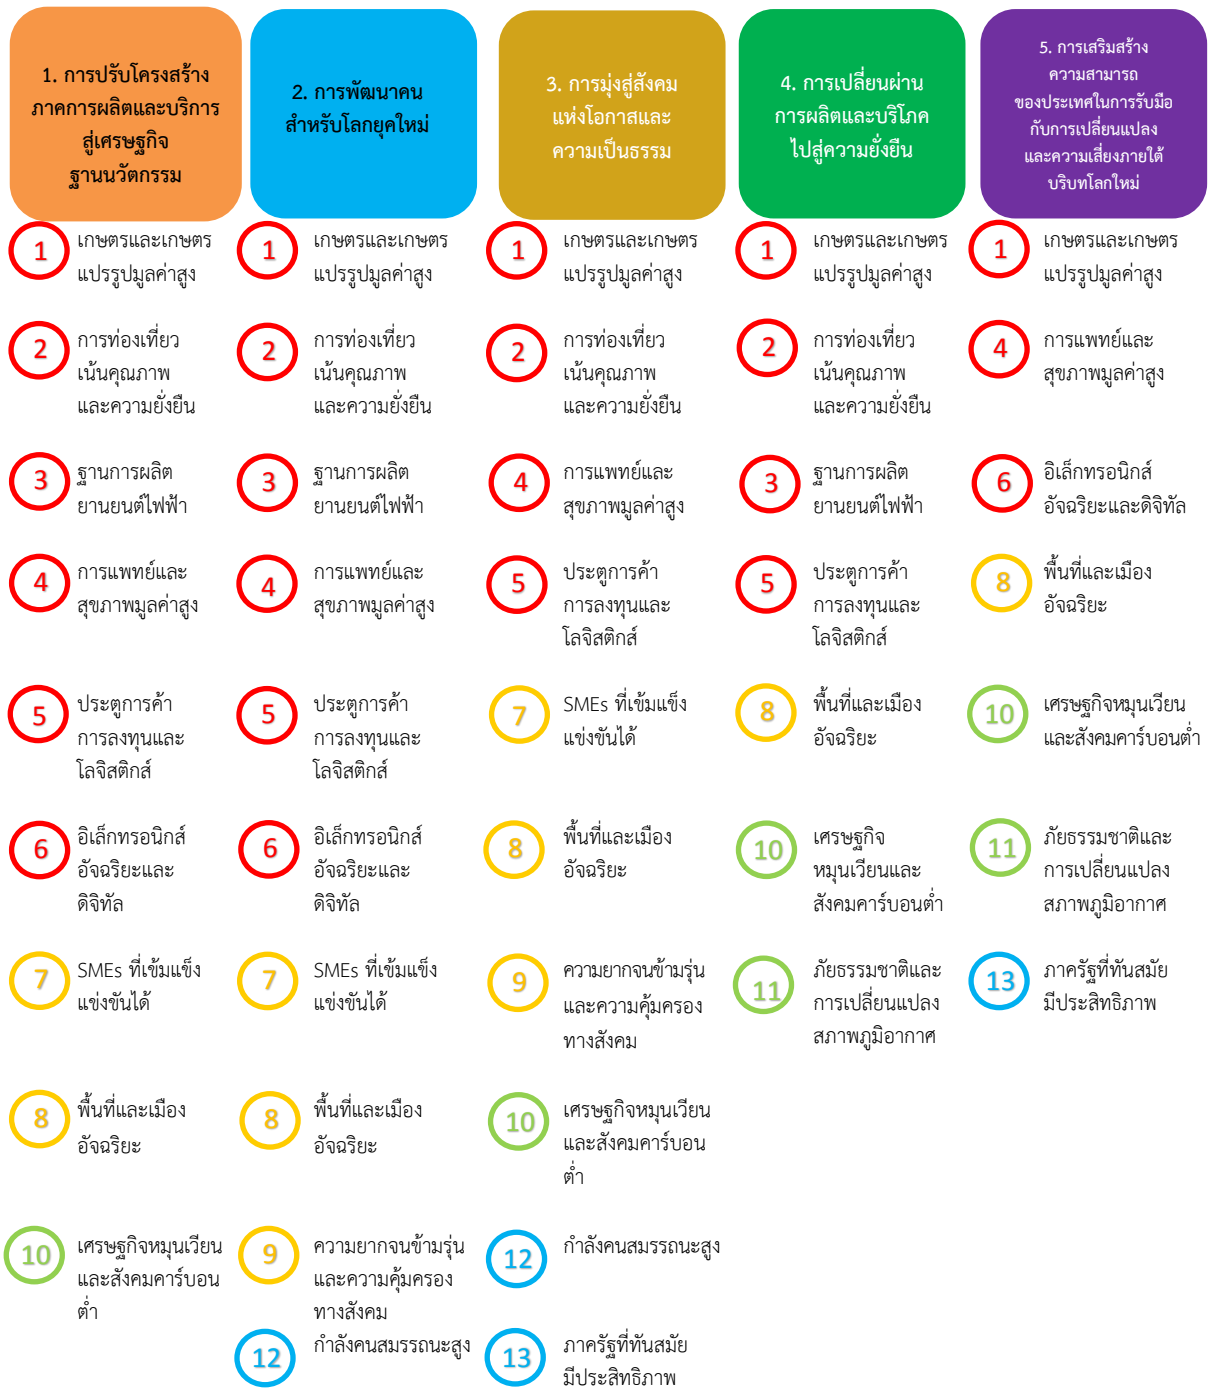 1. การปรับโครงสร้าง
ภาคการผลิตและบริการ
สู่เศรษฐกิจ
ฐานนวัตกรรม
1
เกษตรและเกษตร
แปรรูปมูลค่าสูง
2
การท่องเที่ยว
เน้นคุณภาพ
และความยั่งยืน
3
ฐานการผลิต
ยานยนต์ไฟฟ้า
4
การแพทย์และ
สุขภาพมูลค่าสูง
5
ประตูการค้า
การลงทุนและ
โลจิสติกส์
6
อิเล็กทรอนิกส์
อัจฉริยะและ
ดิจิทัล
7
SMEs ที่เข้มแข็ง
แข่งขันได้
8
พื้นที่และเมือง
อัจฉริยะ
10
เศรษฐกิจหมุนเวียน
และสังคมคาร์บอน
ต่ำ
2. การพัฒนาคน
สำหรับโลกยุคใหม่
1
เกษตรและเกษตร
แปรรูปมูลค่าสูง
2
การท่องเที่ยว
เน้นคุณภาพ
และความยั่งยืน
3
ฐานการผลิต
ยานยนต์ไฟฟ้า
4
การแพทย์และ
สุขภาพมูลค่าสูง
5
ประตูการค้า
การลงทุนและ
โลจิสติกส์
6
อิเล็กทรอนิกส์
อัจฉริยะและ
ดิจิทัล
7
SMEs ที่เข้มแข็ง
แข่งขันได้
8
พื้นที่และเมือง
อัจฉริยะ
9
ความยากจนข้ามรุ่น
และความคุ้มครอง
ทางสังคม
12
กำลังคนสมรรถนะสูง
3. การมุ่งสู่สังคม
แห่งโอกาสและ
ความเป็นธรรม
1
เกษตรและเกษตร
แปรรูปมูลค่าสูง
2
การท่องเที่ยว
เน้นคุณภาพ
และความยั่งยืน
4
การแพทย์และ
สุขภาพมูลค่าสูง
5
ประตูการค้า
การลงทุนและ
โลจิสติกส์
7
SMEs ที่เข้มแข็ง
แข่งขันได้
8
พื้นที่และเมือง
อัจฉริยะ
9
ความยากจนข้ามรุ่น
และความคุ้มครอง
ทางสังคม
10
เศรษฐกิจหมุนเวียน
และสังคมคาร์บอน
ต่ำ
12
กำลังคนสมรรถนะสูง
13
ภาครัฐที่ทันสมัย
มีประสิทธิภาพ
4. การเปลี่ยนผ่าน
การผลิตและบริโภค
ไปสู่ความยั่งยืน
1
เกษตรและเกษตร
แปรรูปมูลค่าสูง
2
การท่องเที่ยว
เน้นคุณภาพ
และความยั่งยืน
3
ฐานการผลิต
ยานยนต์ไฟฟ้า
5
ประตูการค้า
การลงทุนและ
โลจิสติกส์
8
พื้นที่และเมือง
อัจฉริยะ
10
เศรษฐกิจ
หมุนเวียนและ
สังคมคาร์บอนต่ำ
11
ภัยธรรมชาติและ
การเปลี่ยนแปลง
สภาพภูมิอากาศ
5. การเสริมสร้าง
ความสามารถ
ของประเทศในการรับมือ
กับการเปลี่ยนแปลง
และความเสี่ยงภายใต้
บริบทโลกใหม่
1
เกษตรและเกษตร
แปรรูปมูลค่าสูง
4
การแพทย์และ
สุขภาพมูลค่าสูง
6
อิเล็กทรอนิกส์
อัจฉริยะและดิจิทัล
8
พื้นที่และเมือง
อัจฉริยะ
10
เศรษฐกิจหมุนเวียน
และสังคมคาร์บอนต่ำ
11
ภัยธรรมชาติและ
การเปลี่ยนแปลง
สภาพภูมิอากาศ
13
ภาครัฐที่ทันสมัย
มีประสิทธิภาพ